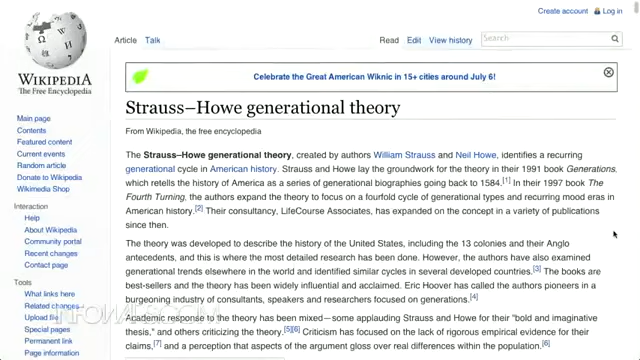 Create account Log in
Article Talk Read Edit View history Search
WIKIPEDIA
The Free Encyclopedia
Celebrate the Great American Wiknic in 15+ cities around July 6!
Strauss–Howe generational theory
From Wikipedia, the free encyclopedia
Main page
Contents
Featured content
Current events
Random article
Donate to Wikipedia
Wikimedia Shop
Interaction
Help
About Wikipedia
Community portal
Recent changes
Contact page
Tools
What links here
Related changes
Upload file
Special pages
Permanent link
Page information
The Strauss–Howe generational theory, created by authors William Strauss and Neil Howe, identifies a recurring
generational cycle in American history. Strauss and Howe lay the groundwork for the theory in their 1991 book Generations,
which retells the history of America as a series of generational biographies going back to 1584.[1] In their 1997 book The
Fourth Turning, the authors expand the theory to focus on a fourfold cycle of generational types and recurring mood eras in
American history.[2] Their consultancy, LifeCourse Associates, has expanded on the concept in a variety of publications
since then.
The theory was developed to describe the history of the United States, including the 13 colonies and their Anglo
antecedents, and this is where the most detailed research has been done. However, the authors have also examined
generational trends elsewhere in the world and identified similar cycles in several developed countries.[3] The books are
best-sellers and the theory has been widely influential and acclaimed. Eric Hoover has called the authors pioneers in a
burgeoning industry of consultants, speakers and researchers focused on generations.[4]
Academic response to the theory has been mixed—some applauding Strauss and Howe for their "bold and imaginative
thesis," and others criticizing the theory.[5][6] Criticism has focused on the lack of rigorous empirical evidence for their
claims,[7] and a perception that aspects of the argument gloss over real differences within the population.[6]
INFOWARS.COM